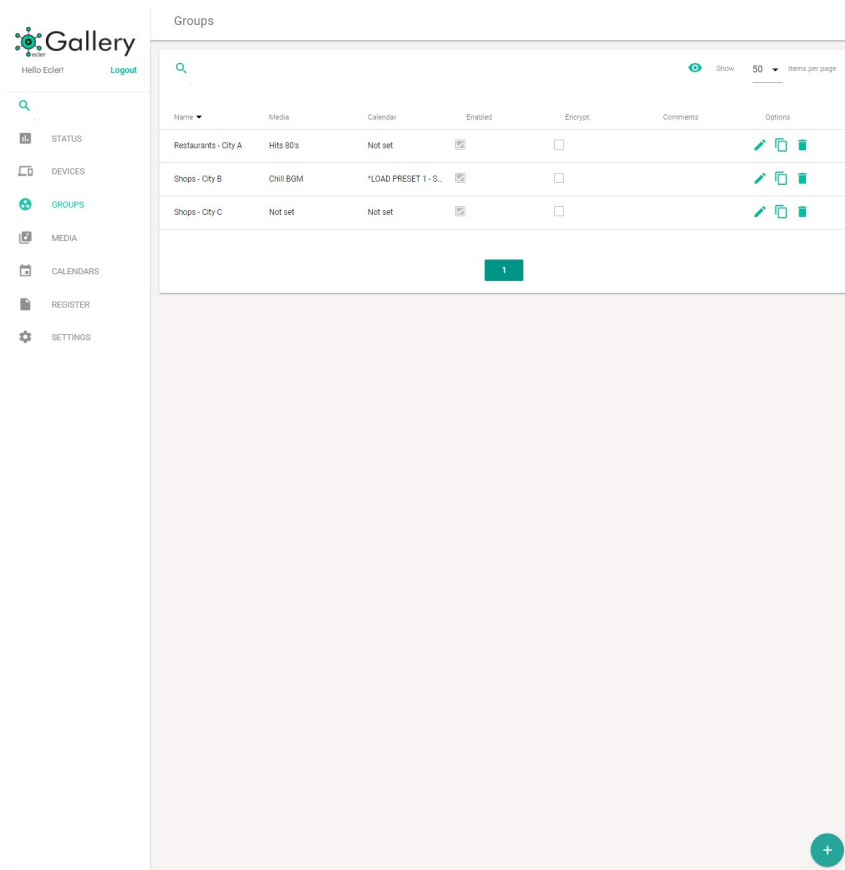 Gallery
ecler
Hello Ecler! Logout
STATUS
DEVICES
GROUPS
MEDIA
CALENDARS
REGISTER
SETTINGS
Groups
Show 50 items per page
Name Media Calendar Enabled Encrypt. Comments Options
Restaurants - City A Hits 80's Not set
Shops - City B Chill BGM *LOAD PRESET 1 - S...
Shops - City C Not set Not set
1
+